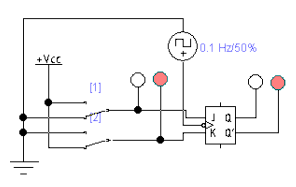 0.1 Hz/50%
+Vcc
[1]
[2]
J Q
K Q'